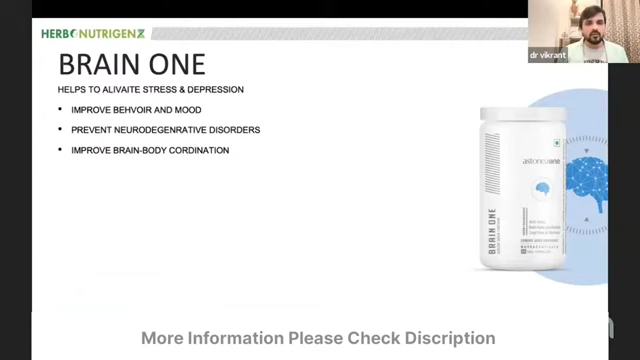 HERBONUTRIGENZ
dr vikrant
BRAIN ONE
HELPS TO ALIVAITE STRESS & DEPRESSION
• IMPROVE BEHVOIR AND MOOD
• PREVENT NEURODEGENRATIVE DISORDERS
• IMPROVE BRAIN-BODY CORDINATION
astoneuone
BRAIN ONE
More Information Please Check Discription